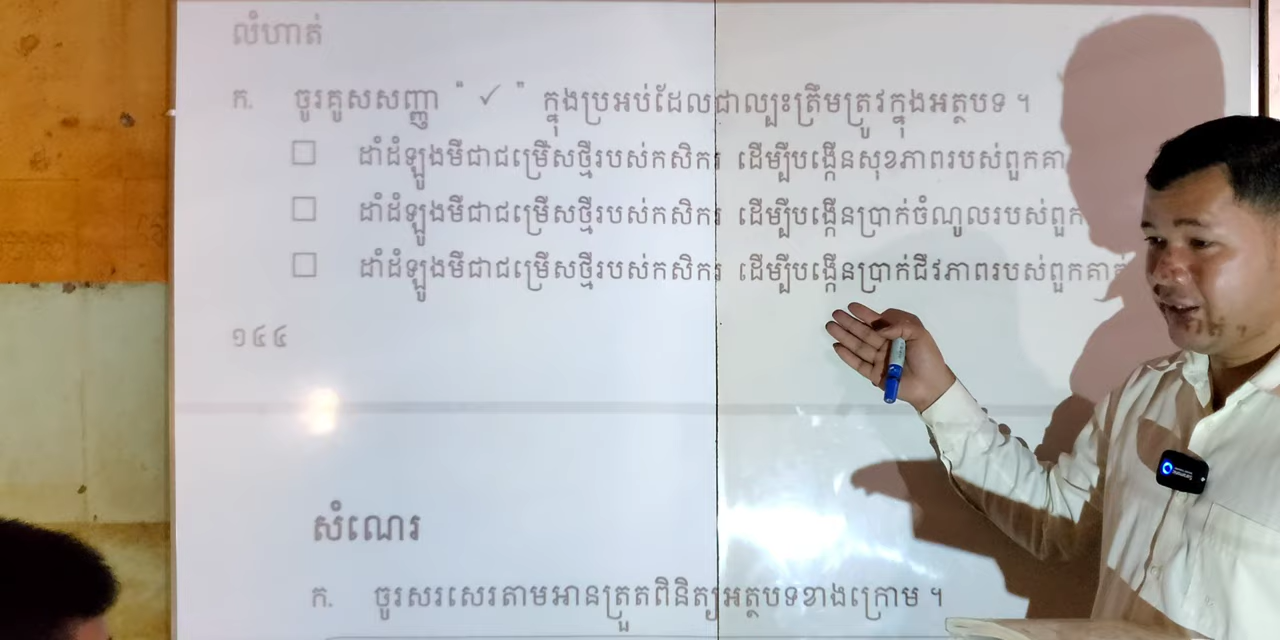 លំហាត់
ក. ចូរគូសសញ្ញា " ✓ " ក្នុងប្រអប់ដែលជាល្បះត្រឹមត្រូវក្នុងអត្ថបទ ។
☐ ដាំដំឡូងមីជាជម្រើសថ្មីរបស់កសិករ ដើម្បីបង្កើនសុខភាពរបស់ពួកគា
☐ ដាំដំឡូងមីជាជម្រើសថ្មីរបស់កសិករ ដើម្បីបង្កើនប្រាក់ចំណូលរបស់ពួក
☐ ដាំដំឡូងមីជាជម្រើសថ្មីរបស់កសិករ ដើម្បីបង្កើនប្រាក់ជីវភាពរបស់ពួកគាត់
១៤៤
សំណេរ
ក. ចូរសរសេរតាមអានត្រួតពិនិត្យអត្ថបទខាងក្រោម ។